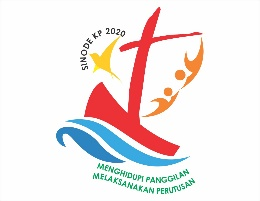 SINODE KP 2020
MENGHIDUPI PANGGILAN
MELAKSANAKAN PERUTUSAN